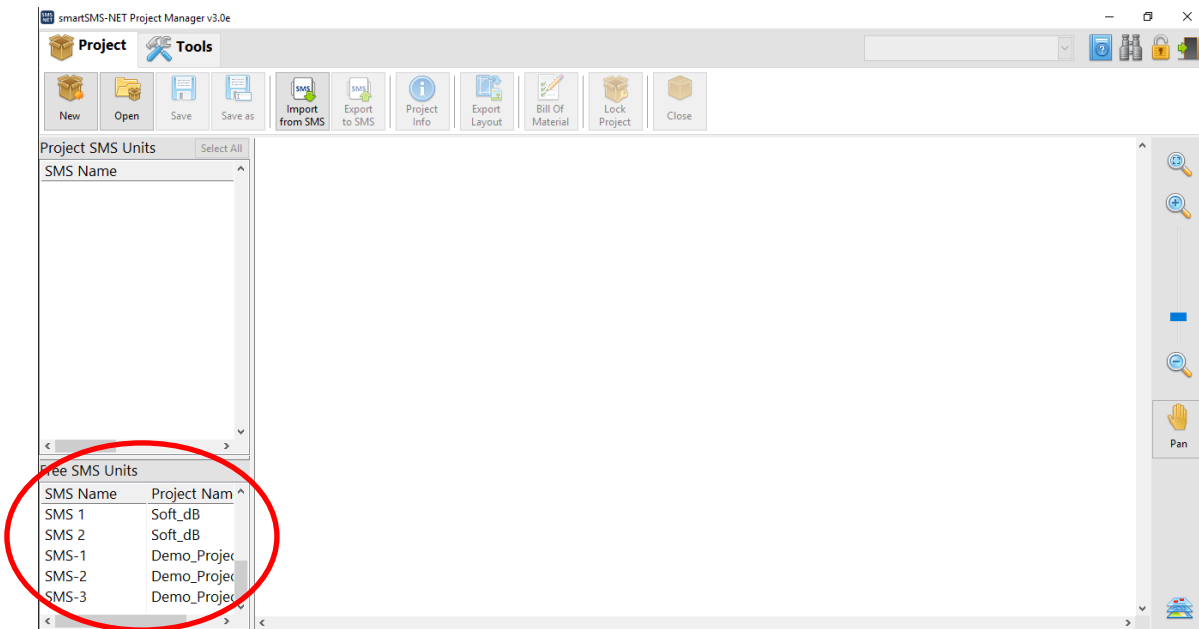 SMS NET smartSMS-NET Project Manager v3.0e
Project Tools
New Open Save Save as Import from SMS Export to SMS Project Info Export Layout Bill Of Material Lock Project Close
Project SMS Units Select All
SMS Name
Pan
Free SMS Units
SMS Name Project Nam
SMS 1 Soft_dB
SMS 2 Soft_dB
SMS-1 Demo_Projec
SMS-2 Demo_Projec
SMS-3 Demo_Projec